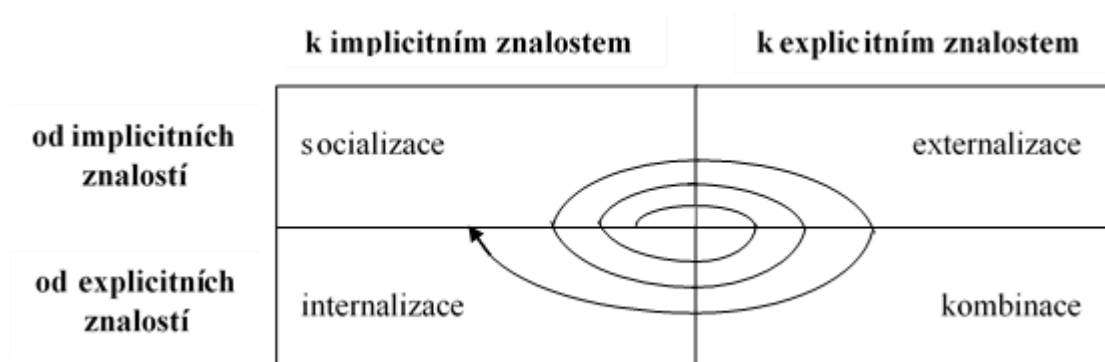 k implicitním znalostem k explicitním znalostem
od implicitních
znalostí
socializace externalizace
od explicitních
znalostí
internalizace kombinace